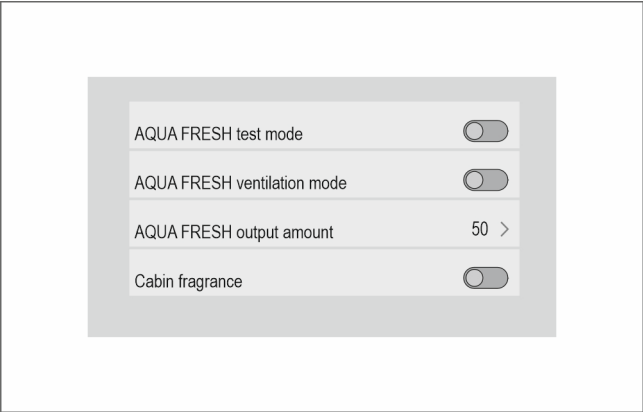 AQUA FRESH test mode
AQUA FRESH ventilation mode
AQUA FRESH output amount 50 >
Cabin fragrance